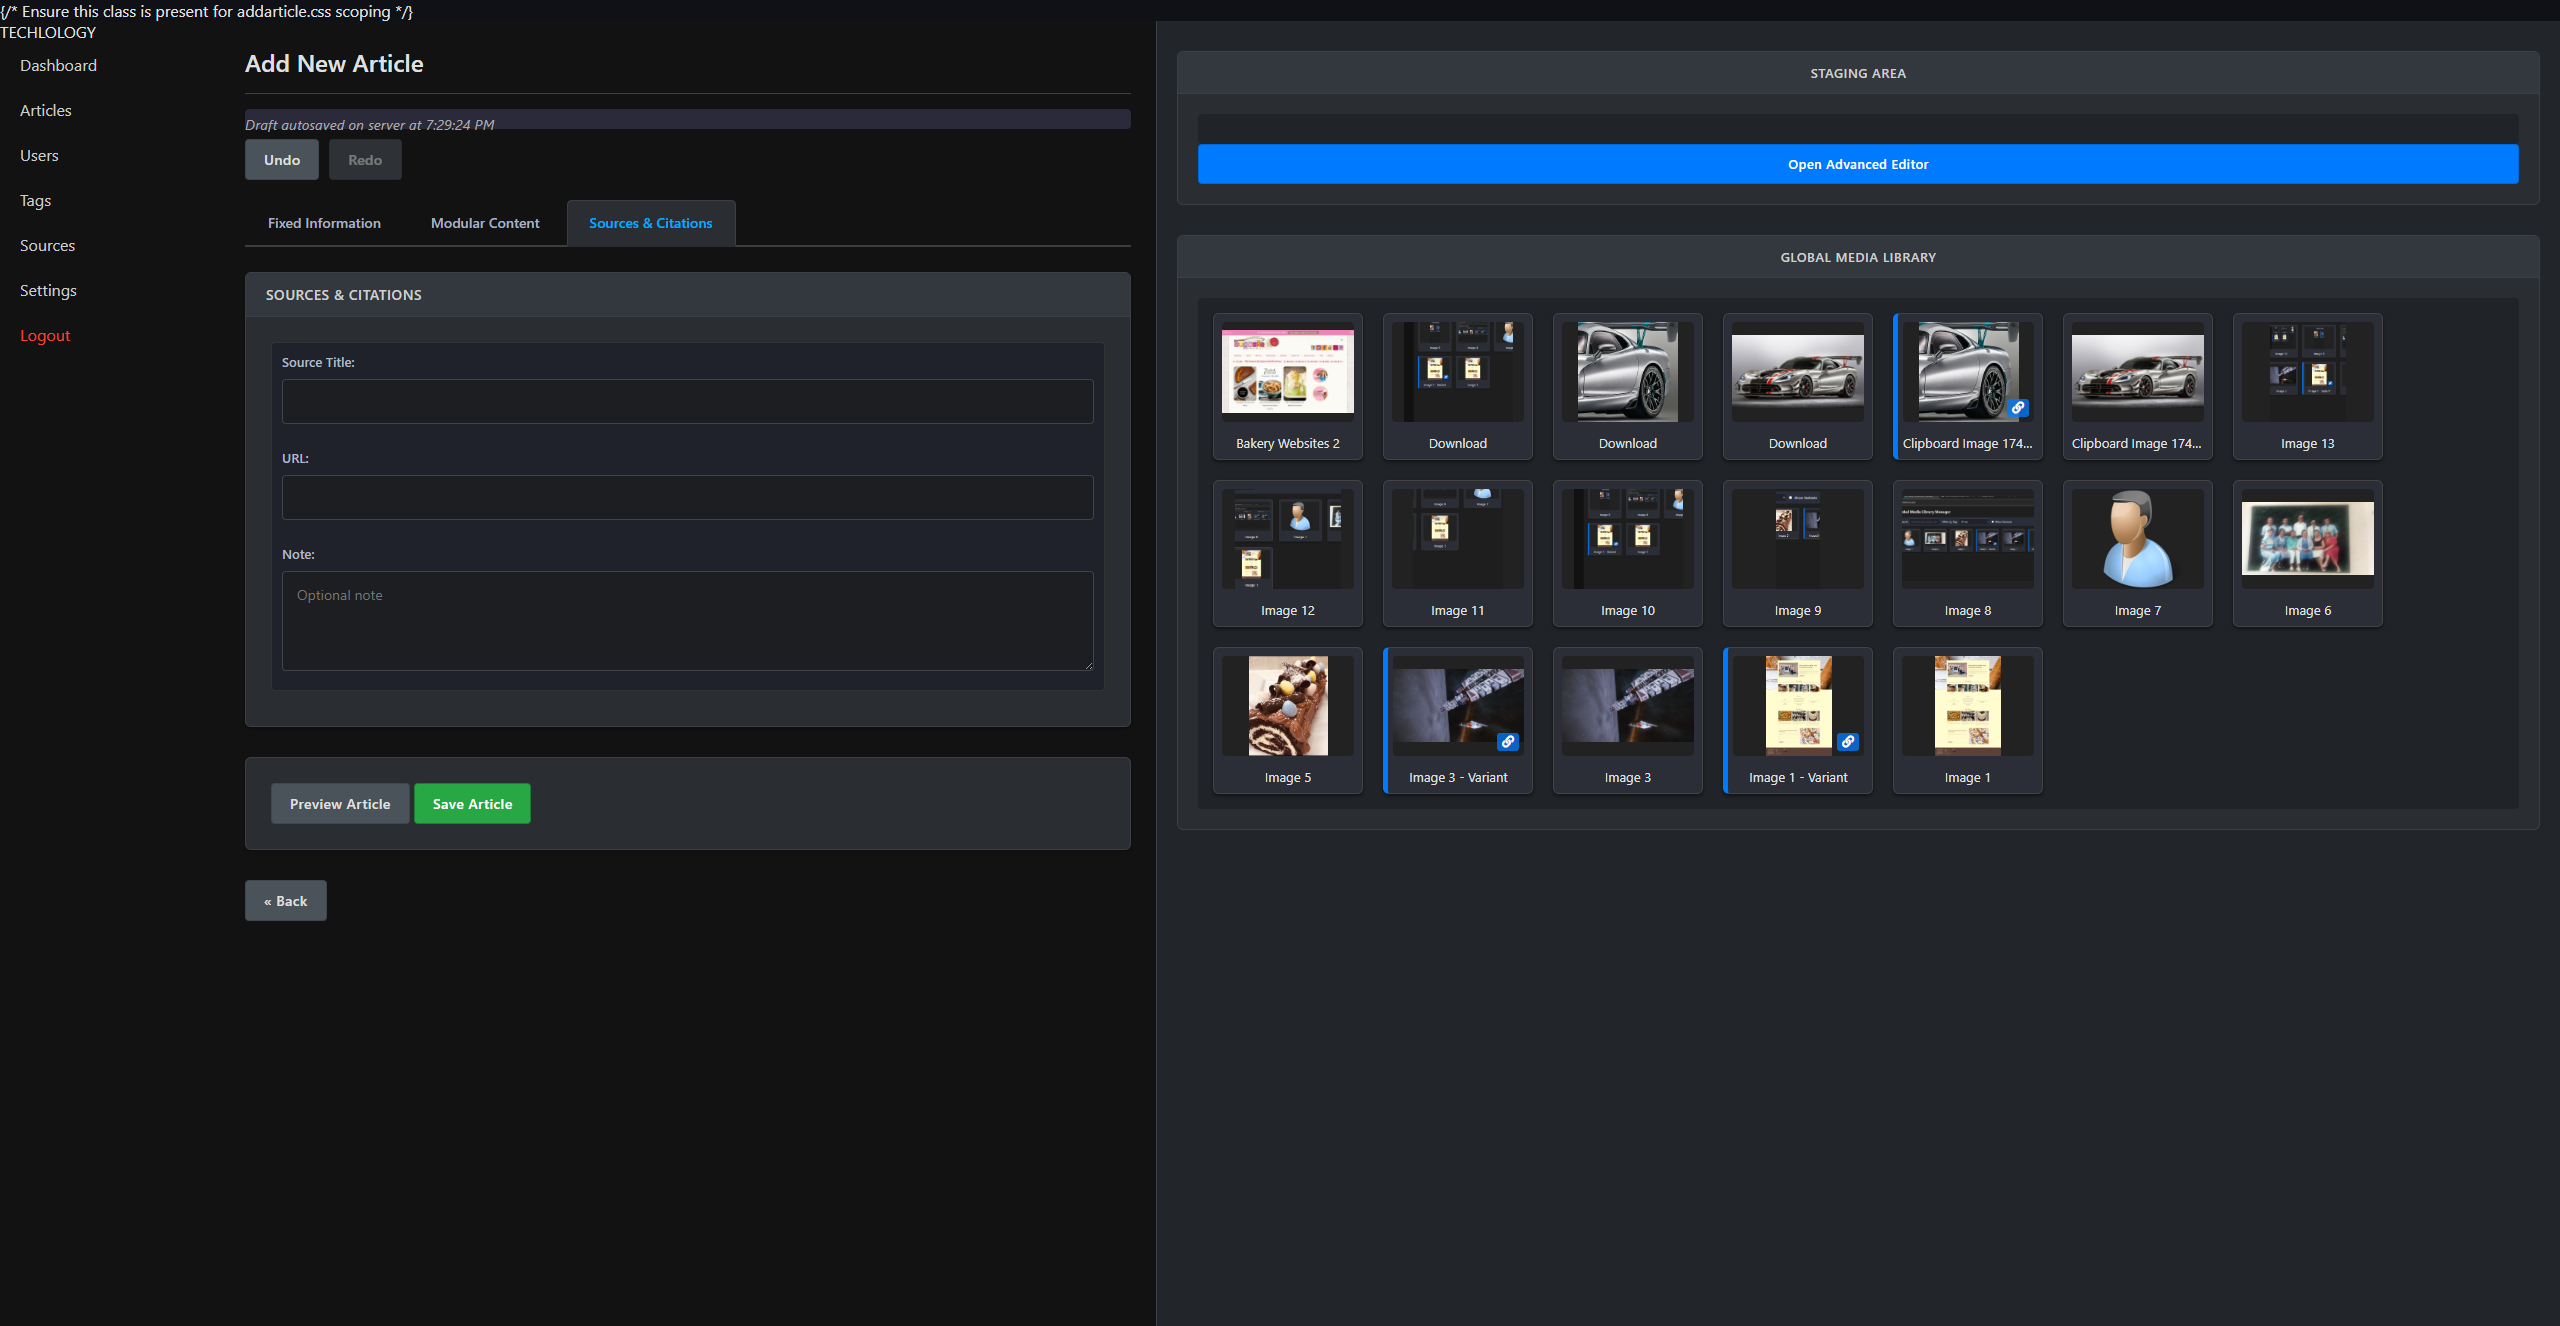 {/* Ensure this class is present for addarticle.css scoping */}
TECHLOLOGY
Dashboard
Articles
Users
Tags
Sources
Settings
Logout
Add New Article
Draft autosaved on server at 7:29:24 PM
Undo
Redo
Fixed Information
Modular Content
Sources & Citations
SOURCES & CITATIONS
Source Title:
URL:
Note:
Optional note
Preview Article
Save Article
« Back
STAGING AREA
Open Advanced Editor
GLOBAL MEDIA LIBRARY
Bakery Websites 2
Download
Download
Download
Clipboard Image 174...
Clipboard Image 174...
Image 13
Image 12
Image 11
Image 10
Image 9
Image 8
Image 7
Image 6
Image 5
Image 3 - Variant
Image 3
Image 1 - Variant
Image 1